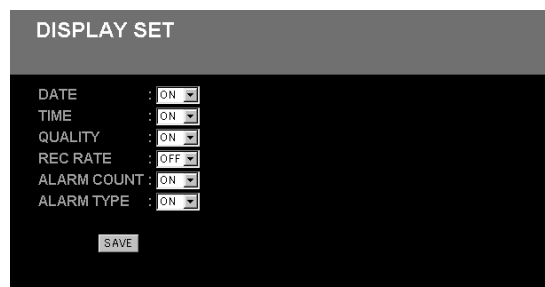 DISPLAY SET
DATE : ON
TIME : ON
QUALITY : ON
REC RATE : OFF
ALARM COUNT : ON
ALARM TYPE : ON
SAVE